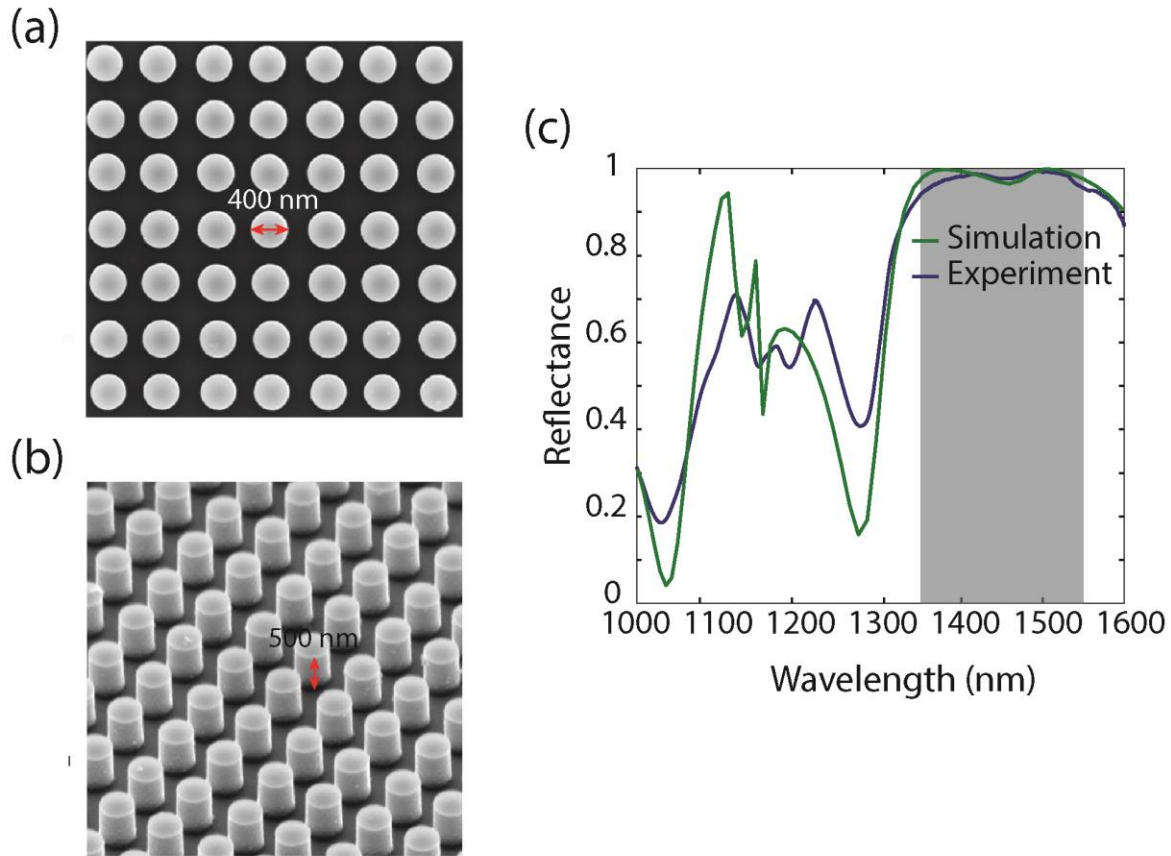 (a)
400 nm
(b)
500 nm
(c)
1
0.8
0.6
0.4
0.2
0
Reflectance
Simulation
Experiment
1000 1100 1200 1300 1400 1500 1600
Wavelength (nm)